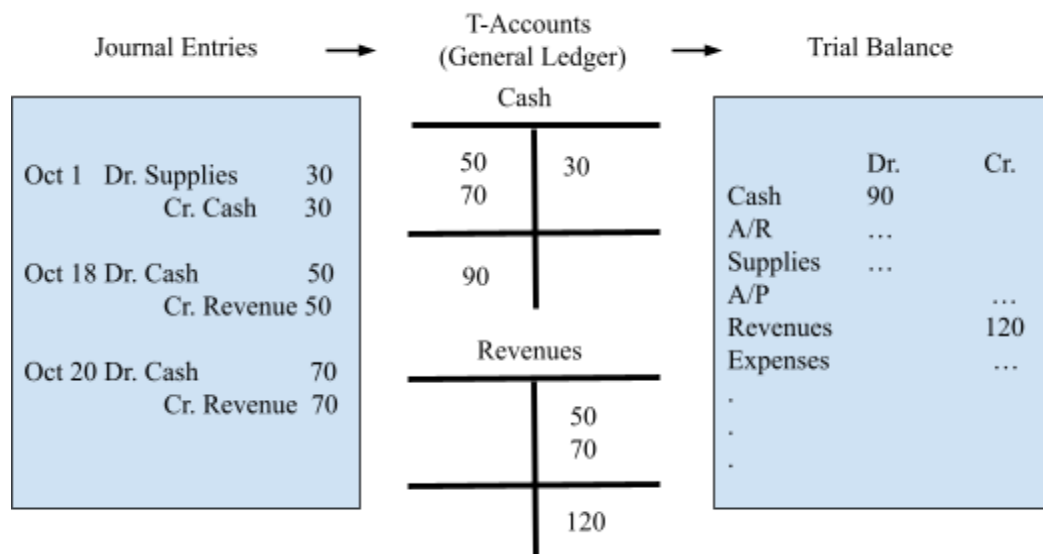 Journal Entries
T-Accounts
(General Ledger)
Trial Balance
Oct 1 Dr. Supplies 30
Cr. Cash 30
Oct 18 Dr. Cash 50
Cr. Revenue 50
Oct 20 Dr. Cash 70
Cr. Revenue 70
Cash
50 30
70
90
Revenues
50
70
120
Dr. Cr.
Cash 90
A/R …
Supplies …
A/P …
Revenues 120
Expenses …
.
.
.